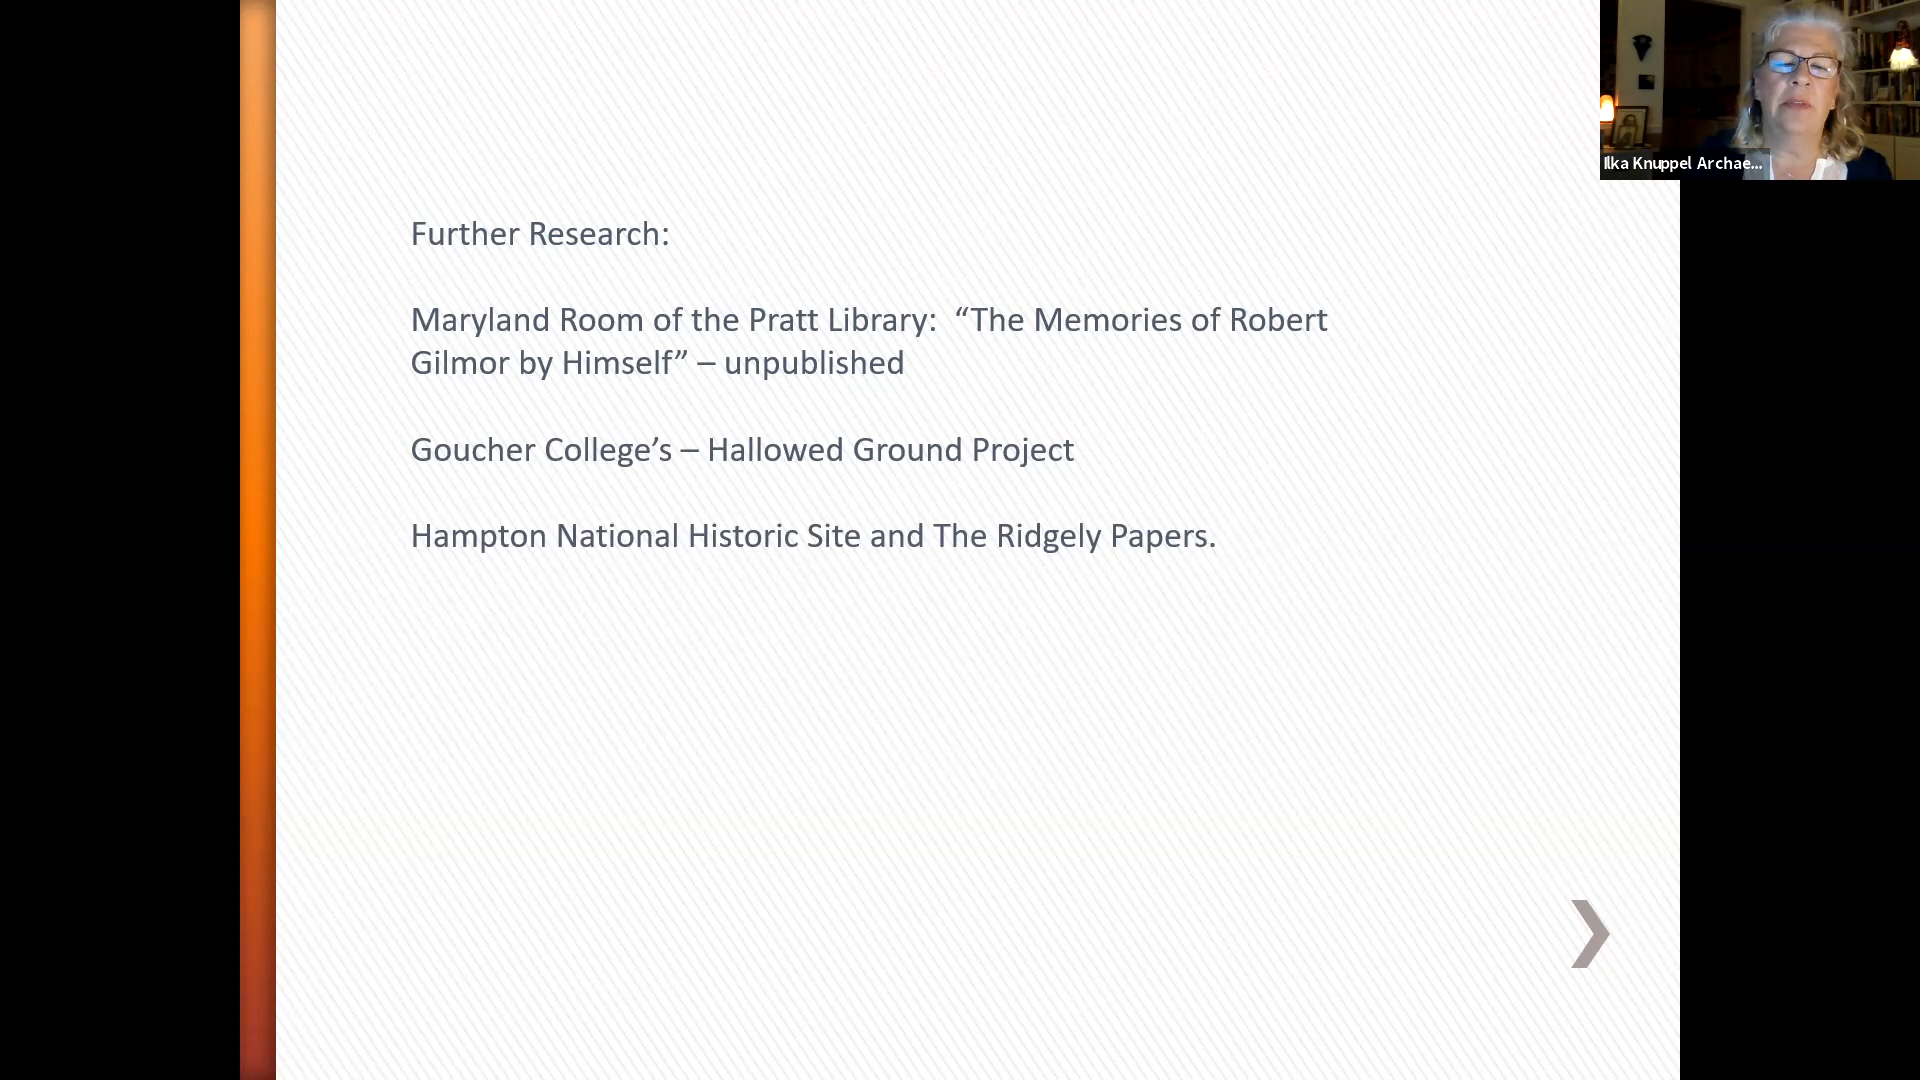 Ilka Knuppel Archae...
Further Research:
Maryland Room of the Pratt Library:  “The Memories of Robert
Gilmor by Himself” – unpublished
Goucher College’s – Hallowed Ground Project
Hampton National Historic Site and The Ridgely Papers.